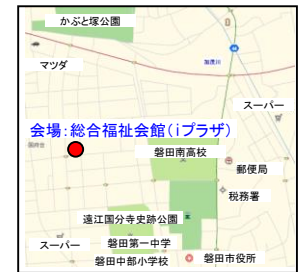 かぶと塚公園
マツダ
加茂川
スーパー
会場：総合福祉会館（ｉプラザ）
磐田南高校
郵便局
税務署
遠江国分寺史跡公園
スーパー
磐田第一中学
磐田中部小学校
磐田市役所